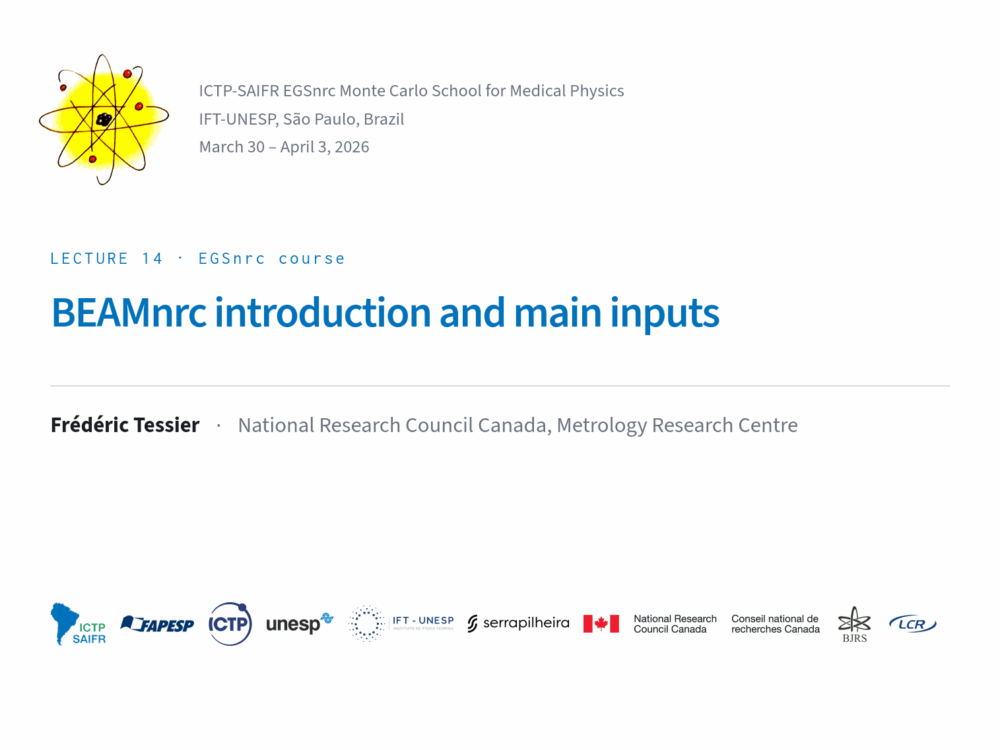 ICTP-SAIFR EGSnrc Monte Carlo School for Medical Physics
IFT-UNESP, São Paulo, Brazil
March 30 – April 3, 2026
LECTURE 14 · EGSnrc course
BEAMnrc introduction and main inputs
Frédéric Tessier · National Research Council Canada, Metrology Research Centre
ICTP
SAIFR
FAPESP
ICTP
unesp
IFT - UNESP
INSTITUTO DE FÍSICA TEÓRICA
serrapilheira
National Research
Council Canada
Conseil national de
recherches Canada
BJRS
LCR